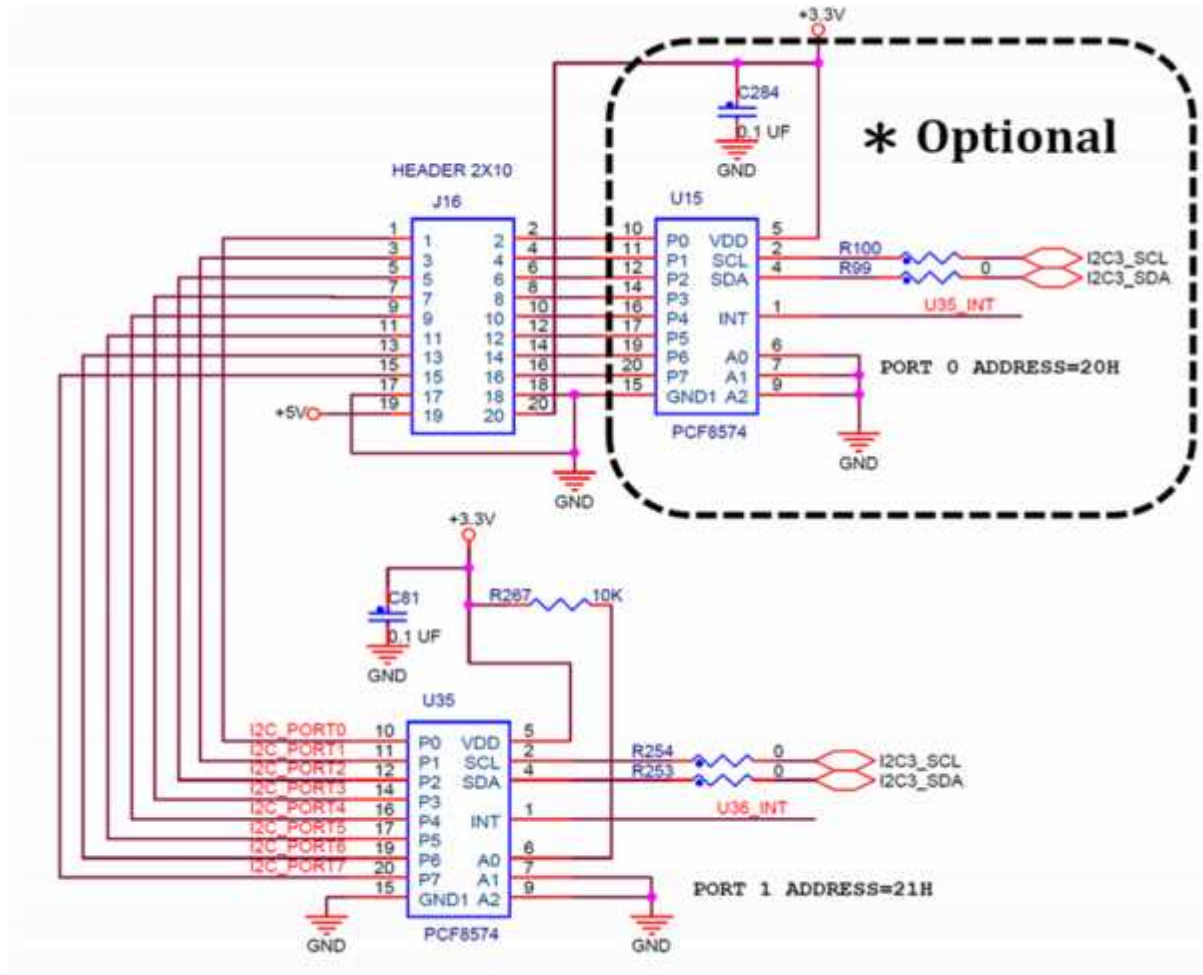 +3.3V
C284
0.1 UF
GND
* Optional
HEADER 2X10
J16
U15
1 1 2 2 10 P0 VDD 5
3 3 4 4 11 P1 SCL 2 R100 I2C3_SCL
5 5 6 6 12 P2 SDA 4 R99 0 I2C3_SDA
7 7 8 8 14 P3
9 9 10 10 16 P4 INT 1 U35_INT
11 11 12 12 17 P5
13 13 14 14 19 P6 A0 6
15 15 16 16 20 P7 A1 7
17 17 18 18 15 GND1 A2 9
+5V 19 19 20 20
PORT 0 ADDRESS=20H
PCF8574
GND
GND
+3.3V
C81
0.1 UF
GND
R267 10K
U35
I2C_PORT0 10 P0 VDD 5
I2C_PORT1 11 P1 SCL 2 R254 0 I2C3_SCL
I2C_PORT2 12 P2 SDA 4 R253 0 I2C3_SDA
I2C_PORT3 14 P3
I2C_PORT4 16 P4 INT 1 U36_INT
I2C_PORT5 17 P5
I2C_PORT6 19 P6 A0 6
I2C_PORT7 20 P7 A1 7
15 GND1 A2 9
PORT 1 ADDRESS=21H
GND
PCF8574
GND